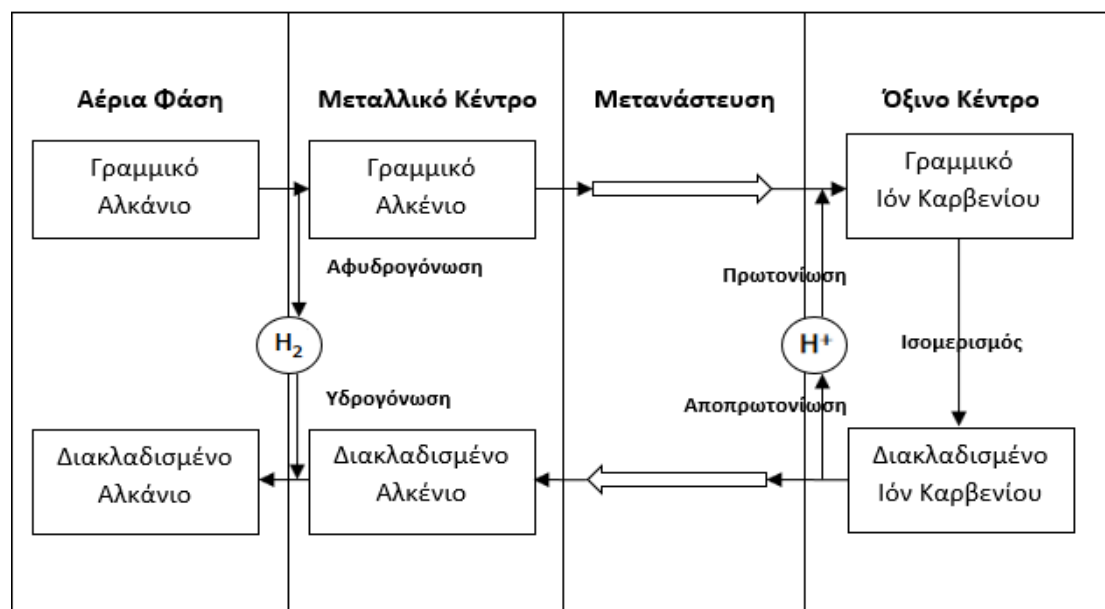 Αέρια Φάση
Μεταλλικό Κέντρο
Μετανάστευση
Όξινο Κέντρο
Γραμμικό
Αλκάνιο
Γραμμικό
Αλκένιο
Γραμμικό
Ιόν Καρβενίου
Αφυδρογόνωση
Πρωτονίωση
H₂
H⁺
Ισομερισμός
Υδρογόνωση
Αποπρωτονίωση
Διακλαδισμένο
Αλκάνιο
Διακλαδισμένο
Αλκένιο
Διακλαδισμένο
Ιόν Καρβενίου